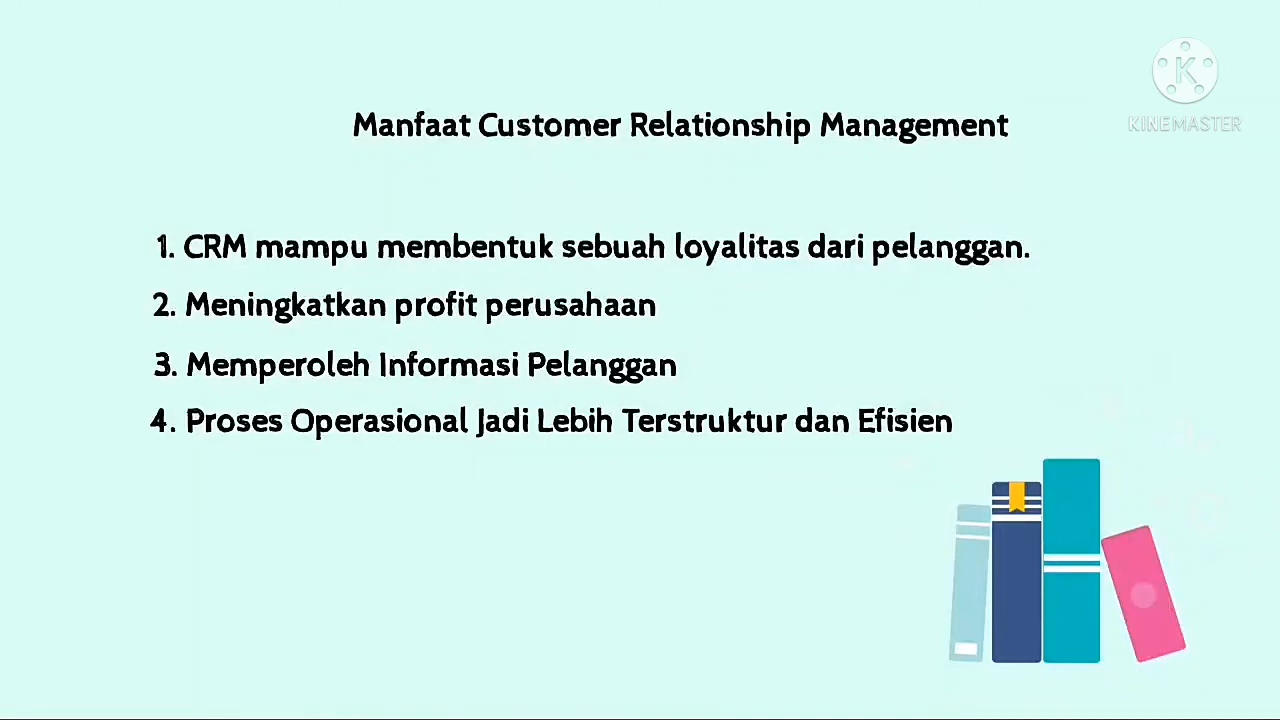 Manfaat Customer Relationship Management
K
KINEMASTER
1. CRM mampu membentuk sebuah loyalitas dari pelanggan.
2. Meningkatkan profit perusahaan
3. Memperoleh Informasi Pelanggan
4. Proses Operasional Jadi Lebih Terstruktur dan Efisien